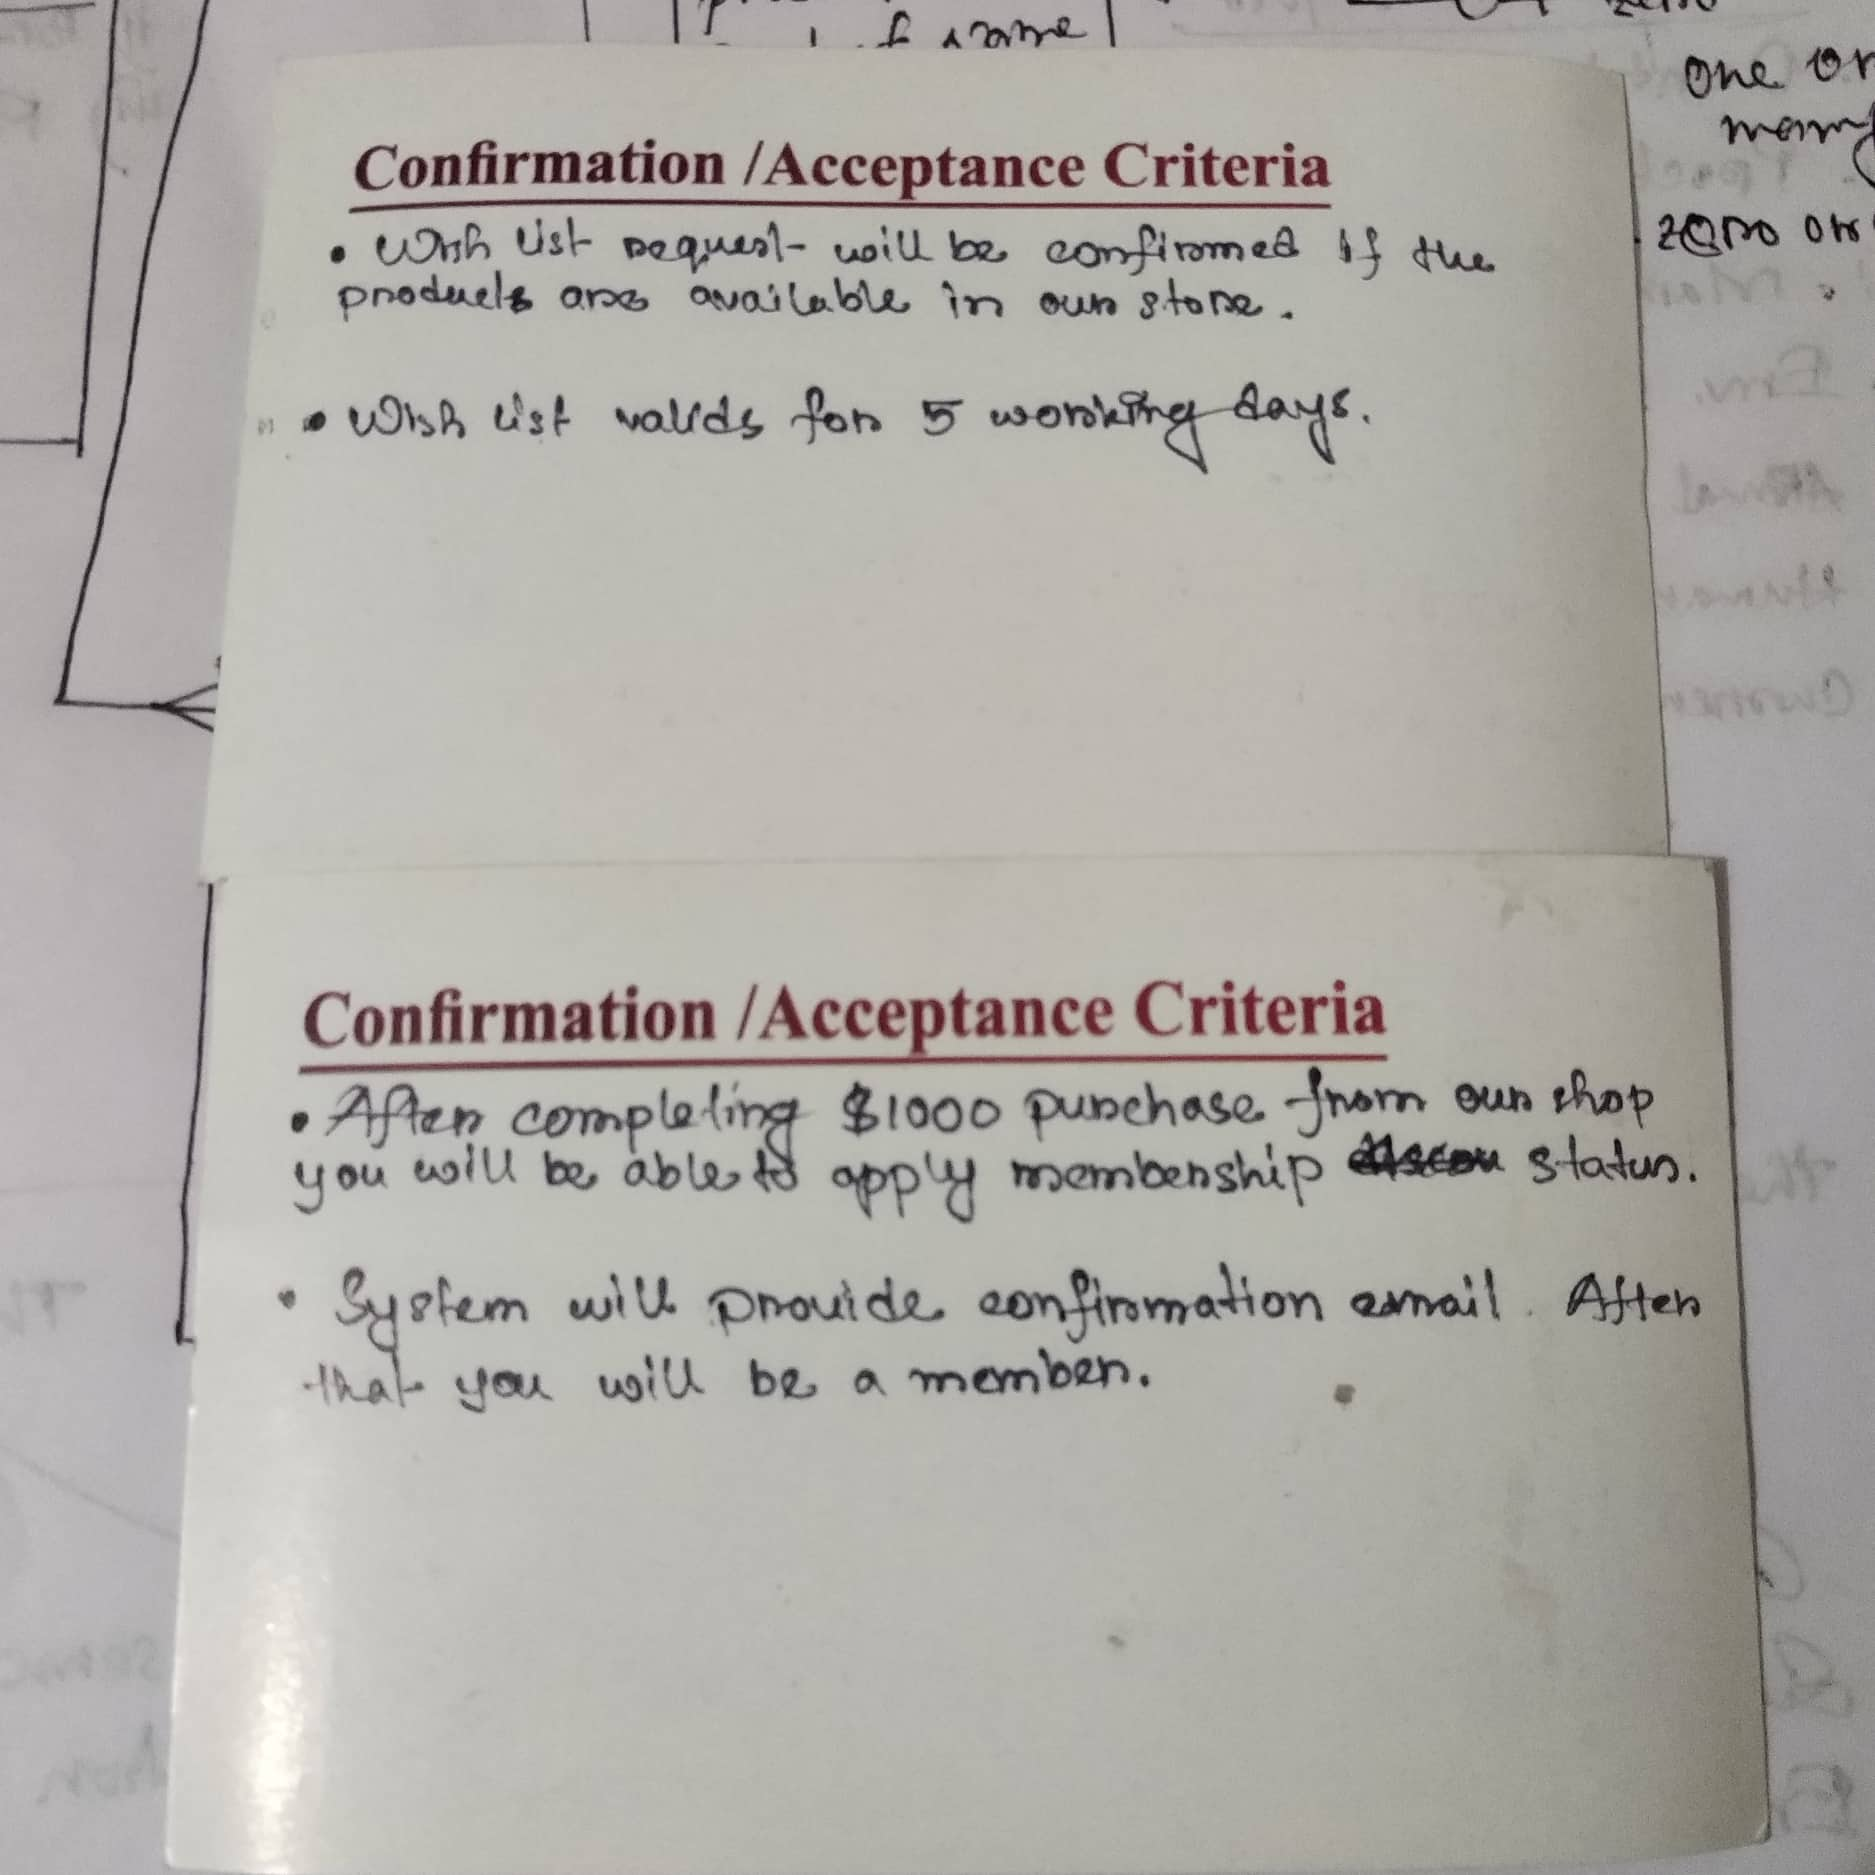 f name
zero
one or
many
zero or
Confirmation /Acceptance Criteria
• Wish list request will be confirmed if the
products are available in our store.
• Wish list valids for 5 working days.
Confirmation /Acceptance Criteria
• After completing $1000 purchase from our shop
you will be able to apply membership status.
• System will provide confirmation email. After
that you will be a member.